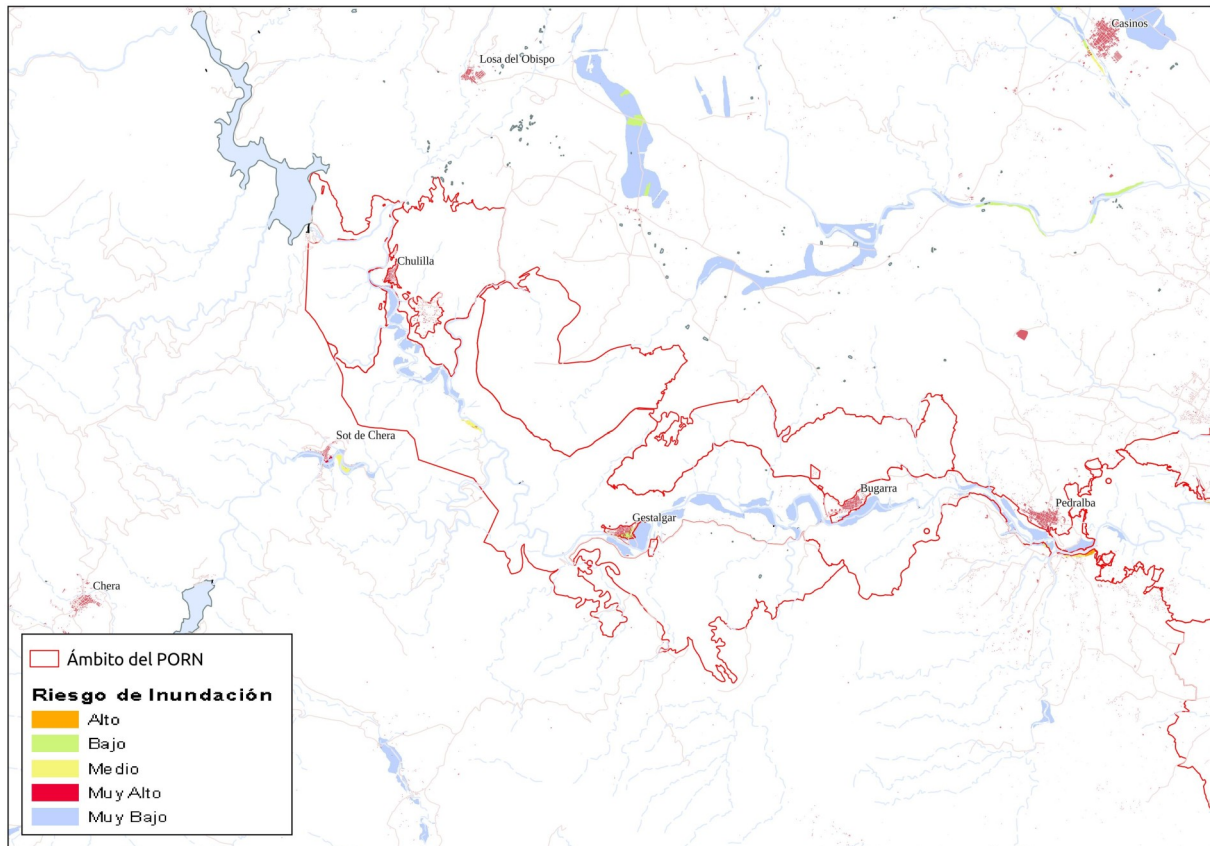 Casinos
Losa del Obispo
Chulilla
Sot de Chera
Bugarra
Pedralba
Gestalgar
Chera
Ámbito del PORN
Riesgo de Inundación
Alto
Bajo
Medio
Muy Alto
Muy Bajo